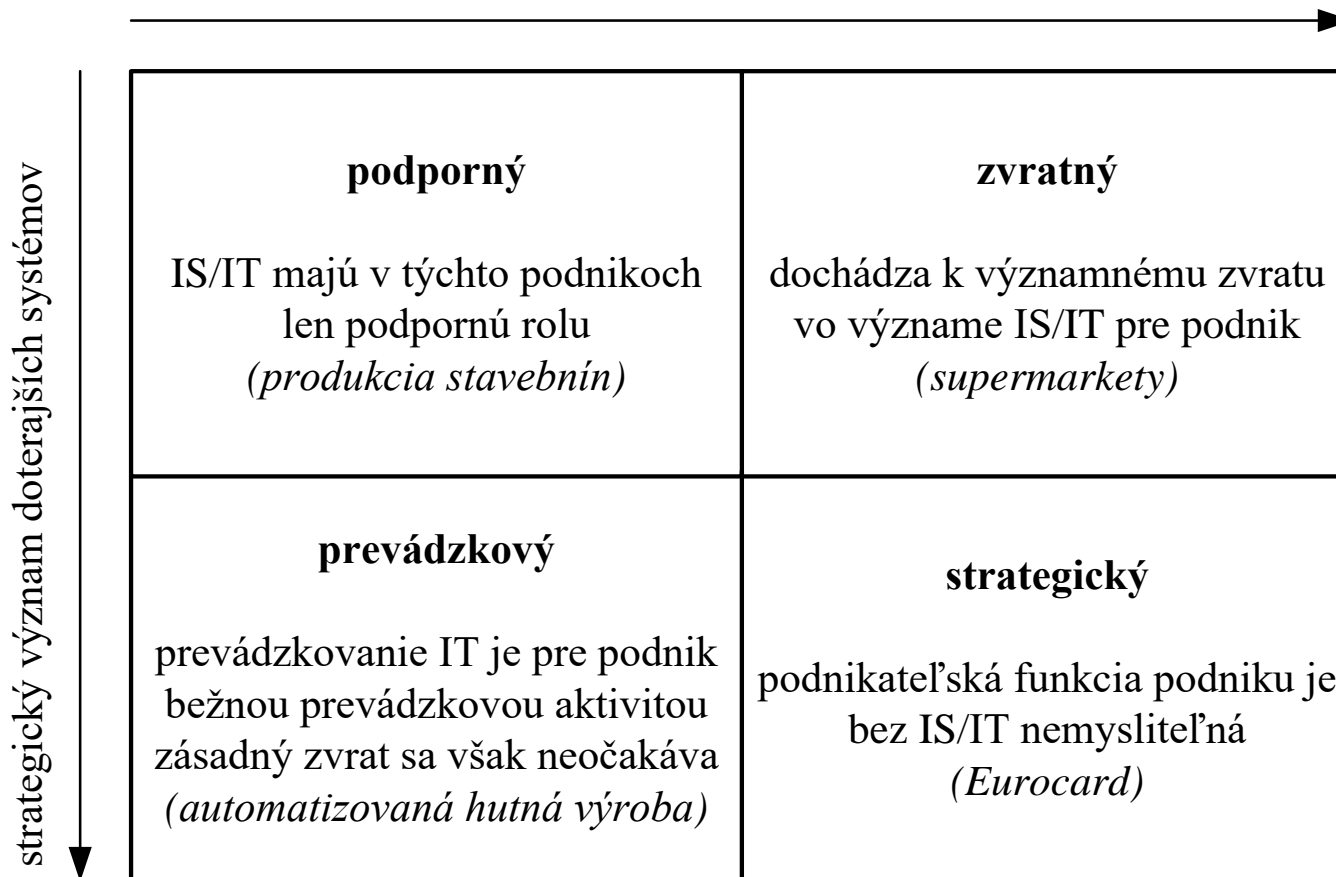 strategický význam doterajších systémov
podporný
IS/IT majú v týchto podnikoch
len podpornú rolu
(produkcia stavebnín)
zvratný
dochádza k významnému zvratu
vo význame IS/IT pre podnik
(supermarkety)
prevádzkový
prevádzkovanie IT je pre podnik
bežnou prevádzkovou aktivitou
zásadný zvrat sa však neočakáva
(automatizovaná hutná výroba)
strategický
podnikateľská funkcia podniku je
bez IS/IT nemysliteľná
(Eurocard)